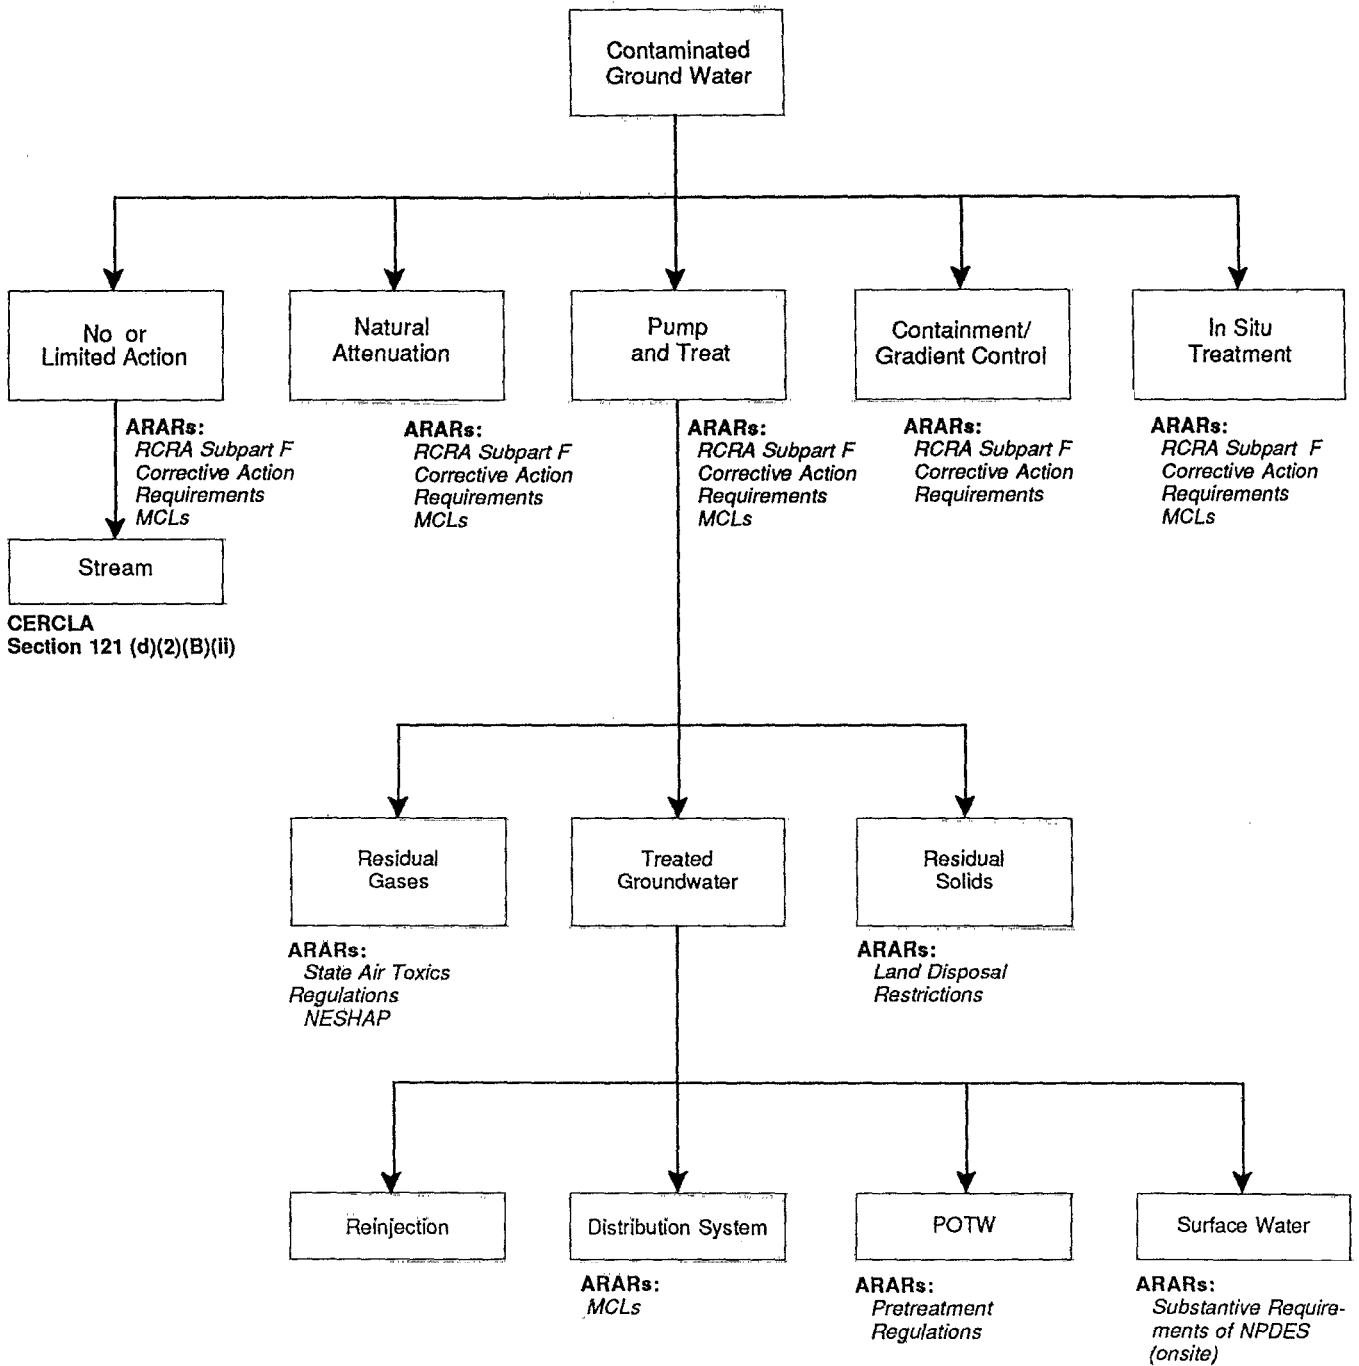 Contaminated
Ground Water
No or
Limited Action
Natural
Attenuation
Pump
and Treat
Containment/
Gradient Control
In Situ
Treatment
ARARs:
RCRA Subpart F
Corrective Action
Requirements
MCLs
ARARs:
RCRA Subpart F
Corrective Action
Requirements
MCLs
ARARs:
RCRA Subpart F
Corrective Action
Requirements
MCLs
ARARs:
RCRA Subpart F
Corrective Action
Requirements
ARARs:
RCRA Subpart F
Corrective Action
Requirements
MCLs
Stream
CERCLA
Section 121 (d)(2)(B)(ii)
Residual
Gases
Treated
Groundwater
Residual
Solids
ARARs:
State Air Toxics
Regulations
NESHAP
ARARs:
Land Disposal
Restrictions
Reinjection
Distribution System
POTW
Surface Water
ARARs:
MCLs
ARARs:
Pretreatment
Regulations
ARARs:
Substantive Require-
ments of NPDES
(onsite)